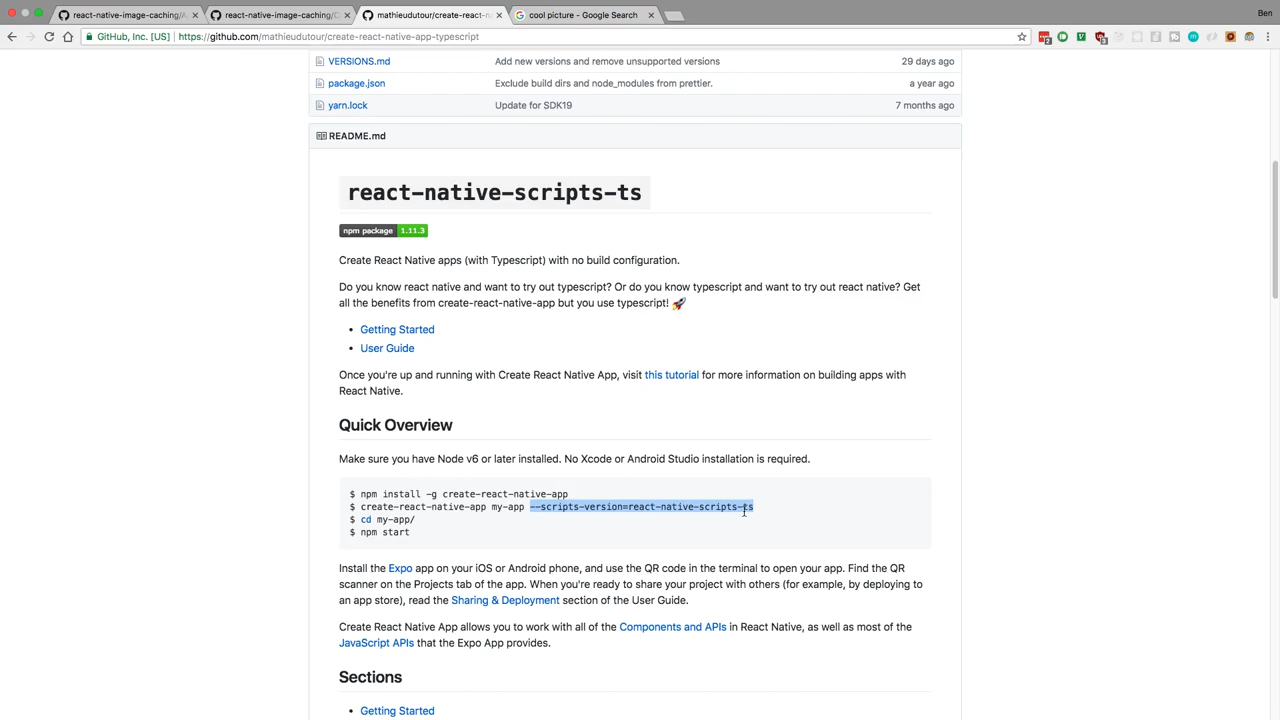 react-native-image-caching/
react-native-image-caching/
mathieudutour/create-react-n
cool picture - Google Search
Ben
GitHub, Inc. [US]
https://github.com/mathieudutour/create-react-native-app-typescript
VERSIONS.md Add new versions and remove unsupported versions 29 days ago
package.json Exclude build dirs and node_modules from prettier. a year ago
yarn.lock Update for SDK19 7 months ago
README.md
react-native-scripts-ts
npm package 1.11.3
Create React Native apps (with Typescript) with no build configuration.
Do you know react native and want to try out typescript? Or do you know typescript and want to try out react native? Get
all the benefits from create-react-native-app but you use typescript! 🚀
• Getting Started
• User Guide
Once you're up and running with Create React Native App, visit this tutorial for more information on building apps with
React Native.
Quick Overview
Make sure you have Node v6 or later installed. No Xcode or Android Studio installation is required.
$ npm install -g create-react-native-app
$ create-react-native-app my-app --scripts-version=react-native-scripts-ts
$ cd my-app/
$ npm start
Install the Expo app on your iOS or Android phone, and use the QR code in the terminal to open your app. Find the QR
scanner on the Projects tab of the app. When you're ready to share your project with others (for example, by deploying to
an app store), read the Sharing & Deployment section of the User Guide.
Create React Native App allows you to work with all of the Components and APIs in React Native, as well as most of the
JavaScript APIs that the Expo App provides.
Sections
• Getting Started